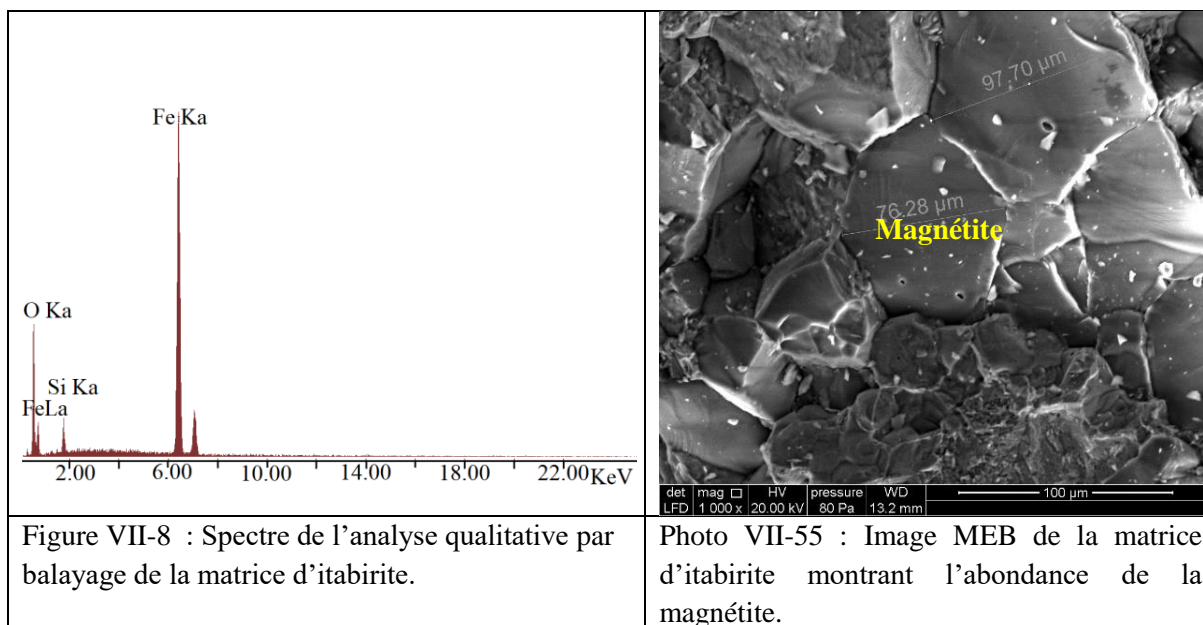 Fe Ka
O Ka
Si Ka
FeLa
2.00 6.00 10.00 14.00 18.00 22.00 KeV
97.70 µm
76.28 µm
Magnétite
det mag HV pressure WD
LFD 1 000 x 20.00 kV 80 Pa 13.2 mm
100 µm
Figure VII-8 : Spectre de l’analyse qualitative par
balayage de la matrice d’itabirite.
Photo VII-55 : Image MEB de la matrice
d’itabirite montrant l’abondance de la
magnétite.